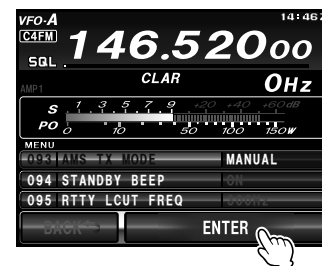 VFO-A 14:46
C4FM 146.52000
SQL
CLAR 0Hz
AMP1
S 1 3 5 7 9 +20 +40 +60dB
PO 0 10 50 100 150W
MENU
093 AMS TX MODE MANUAL
094 STANDBY BEEP ON
095 RTTY LCUT FREQ
BACK ENTER